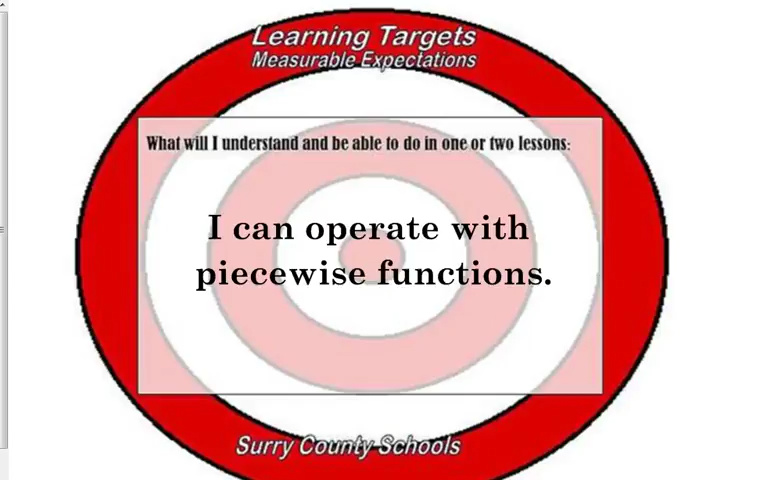 Learning Targets
Measurable Expectations
What will I understand and be able to do in one or two lessons:
I can operate with
piecewise functions.
Surry County Schools